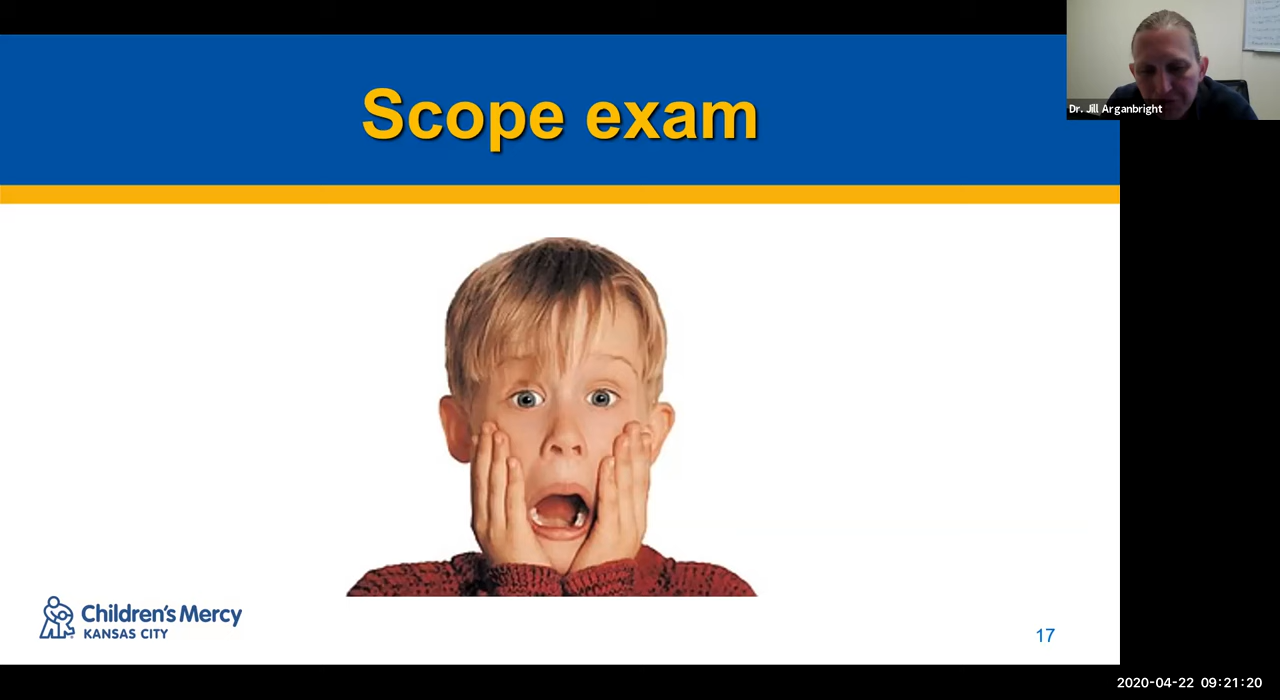 Scope exam
Dr. Jill Arganbright
Children's Mercy
KANSAS CITY
17
2020-04-22 09:21:20